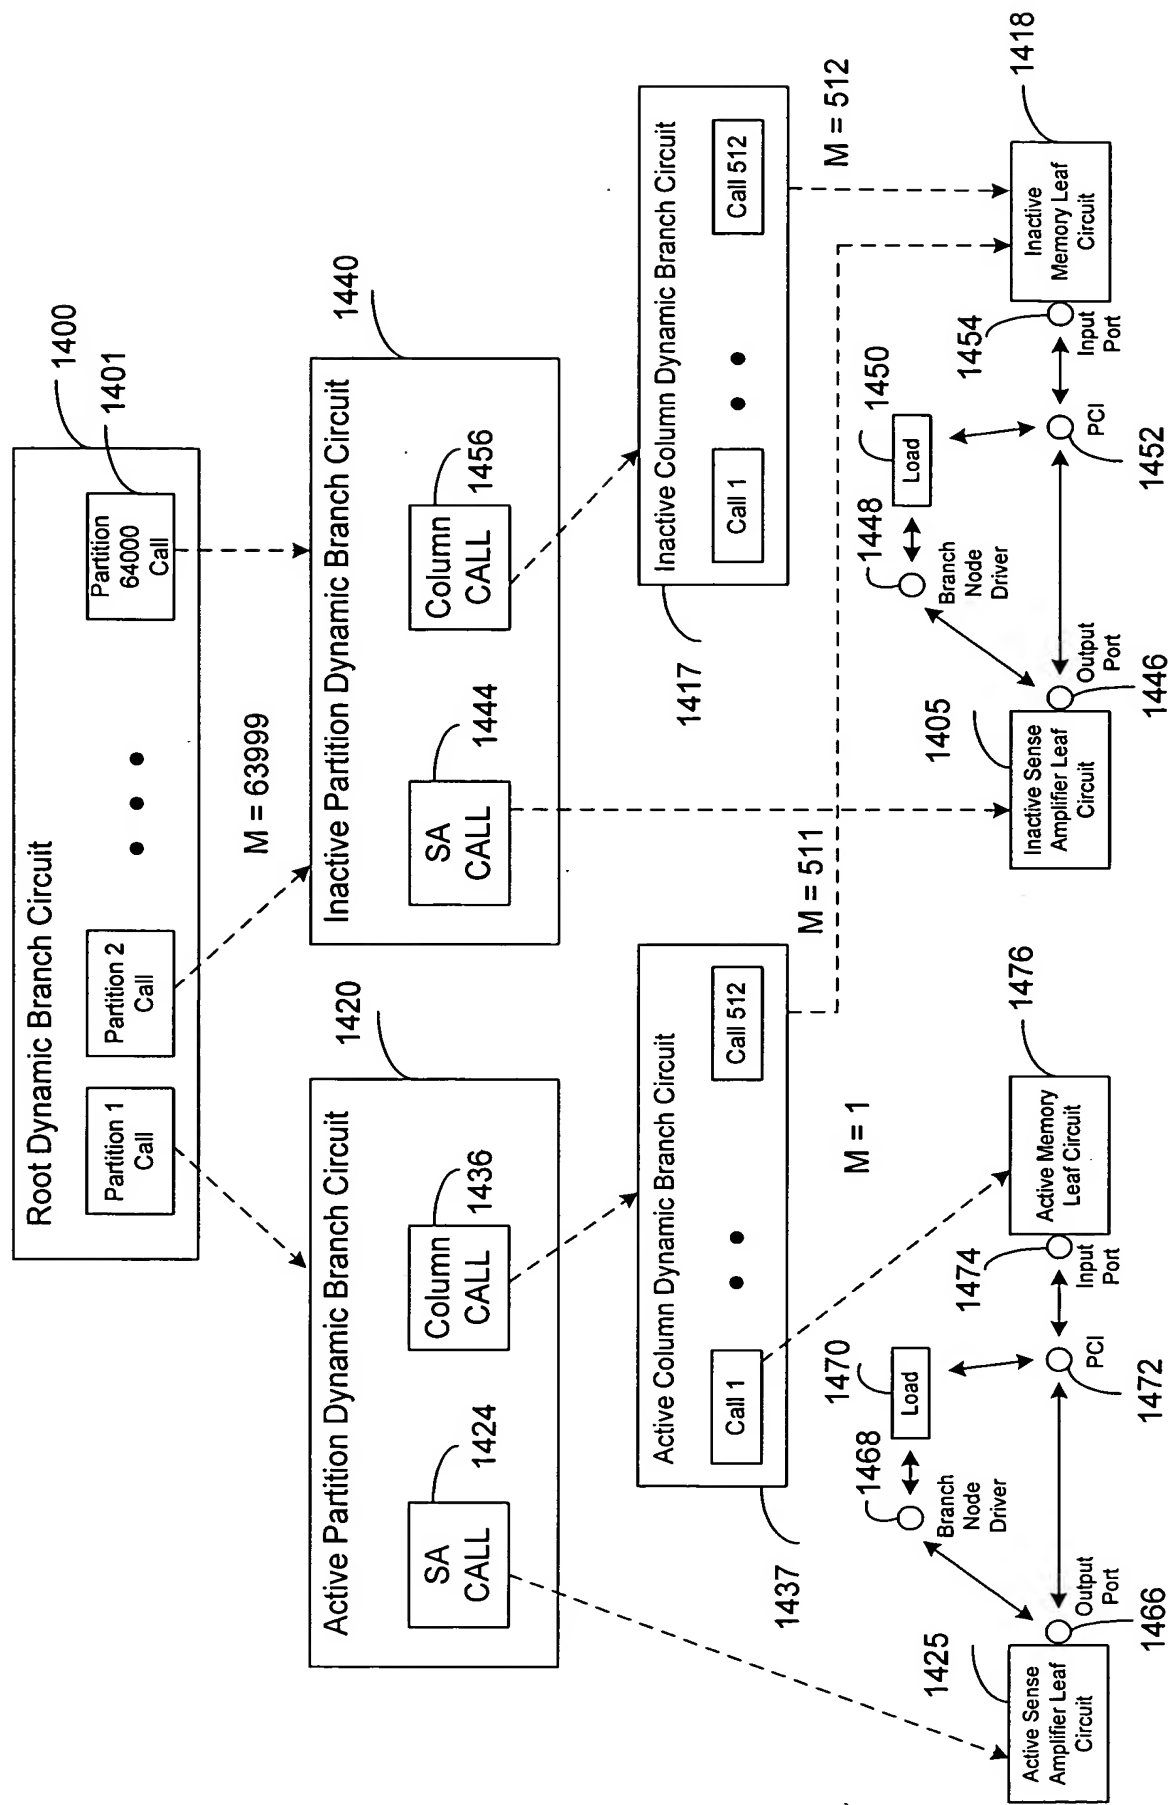 Root Dynamic Branch Circuit
1400
Partition 1
Call
Partition 2
Call
Partition
64000
Call
1401
M = 63999
1420
1440
Active Partition Dynamic Branch Circuit
SA
CALL
1424
Column
CALL
1436
Inactive Partition Dynamic Branch Circuit
SA
CALL
1444
Column
CALL
1456
Active Column Dynamic Branch Circuit
Call 1
Call 512
1437
Inactive Column Dynamic Branch Circuit
Call 1
Call 512
1417
M = 1
M = 511
M = 512
1425
Active Sense
Amplifier Leaf
Circuit
Output
Port
1466
1468
Branch
Node
Driver
1470
Load
PCI
1472
1474
Input
Port
Active Memory
Leaf Circuit
1476
1405
Inactive Sense
Amplifier Leaf
Circuit
Output
Port
1446
1448
Branch
Node
Driver
1450
Load
PCI
1452
1454
Input
Port
Inactive
Memory Leaf
Circuit
1418